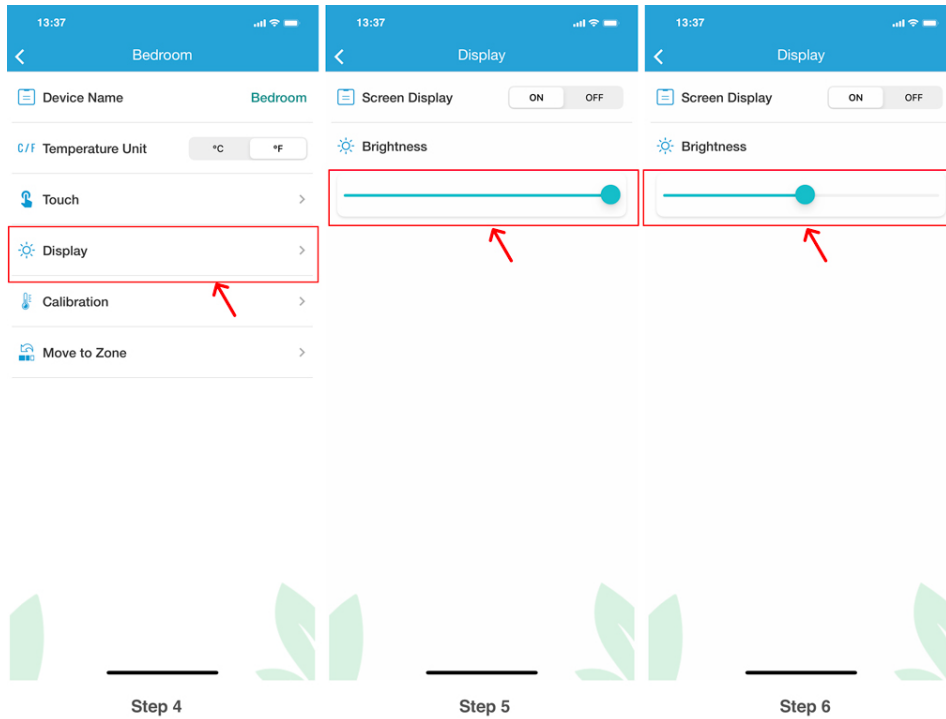 13:37
Bedroom
Device Name
Bedroom
C/F Temperature Unit
°C
°F
Touch
Display
Calibration
Move to Zone
Step 4
13:37
Display
Screen Display
ON
OFF
Brightness
Step 5
13:37
Display
Screen Display
ON
OFF
Brightness
Step 6